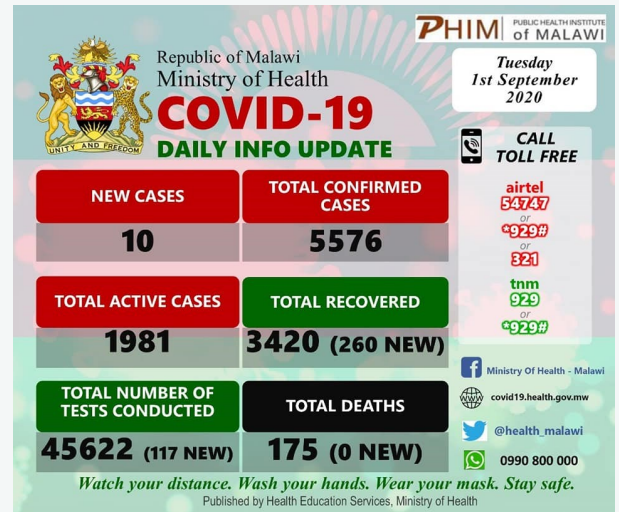 PHIM PUBLIC HEALTH INSTITUTE
of MALAWI
Republic of Malawi
Ministry of Health
COVID-19
DAILY INFO UPDATE
UNITY AND FREEDOM
Tuesday
1st September
2020
NEW CASES
10
TOTAL CONFIRMED
CASES
5576
TOTAL ACTIVE CASES
1981
TOTAL RECOVERED
3420 (260 NEW)
TOTAL NUMBER OF
TESTS CONDUCTED
45622 (117 NEW)
TOTAL DEATHS
175 (0 NEW)
CALL
TOLL FREE
airtel
54747
or
*929#
or
321
tnm
929
or
*929#
Ministry Of Health - Malawi
www
covid19.health.gov.mw
@health_malawi
0990 800 000
Watch your distance. Wash your hands. Wear your mask. Stay safe.
Published by Health Education Services, Ministry of Health